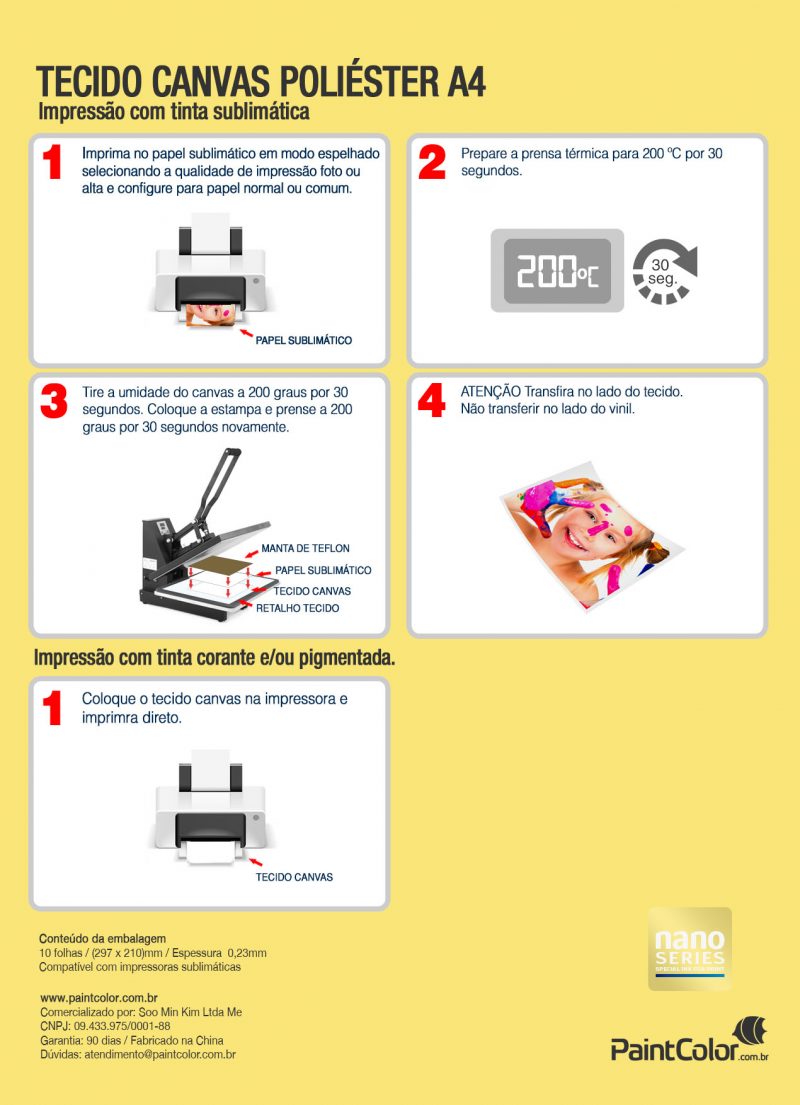 TECIDO CANVAS POLIÉSTER A4
Impressão com tinta sublimática
1
Imprima no papel sublimático em modo espelhado
selecionando a qualidade de impressão foto ou
alta e configure para papel normal ou comum.
PAPEL SUBLIMÁTICO
2
Prepare a prensa térmica para 200 ºC por 30
segundos.
200ºC
30
seg.
3
Tire a umidade do canvas a 200 graus por 30
segundos. Coloque a estampa e prense a 200
graus por 30 segundos novamente.
MANTA DE TEFLON
PAPEL SUBLIMÁTICO
TECIDO CANVAS
RETALHO TECIDO
4
ATENÇÃO Transfira no lado do tecido.
Não transferir no lado do vinil.
Impressão com tinta corante e/ou pigmentada.
1
Coloque o tecido canvas na impressora e
imprimra direto.
TECIDO CANVAS
Conteúdo da embalagem
10 folhas / (297 x 210)mm / Espessura 0,23mm
Compatível com impressoras sublimáticas
www.paintcolor.com.br
Comercializado por: Soo Min Kim Ltda Me
CNPJ: 09.433.975/0001-88
Garantia: 90 dias / Fabricado na China
Dúvidas: atendimento@paintcolor.com.br
nano
SERIES
PaintColor.com.br